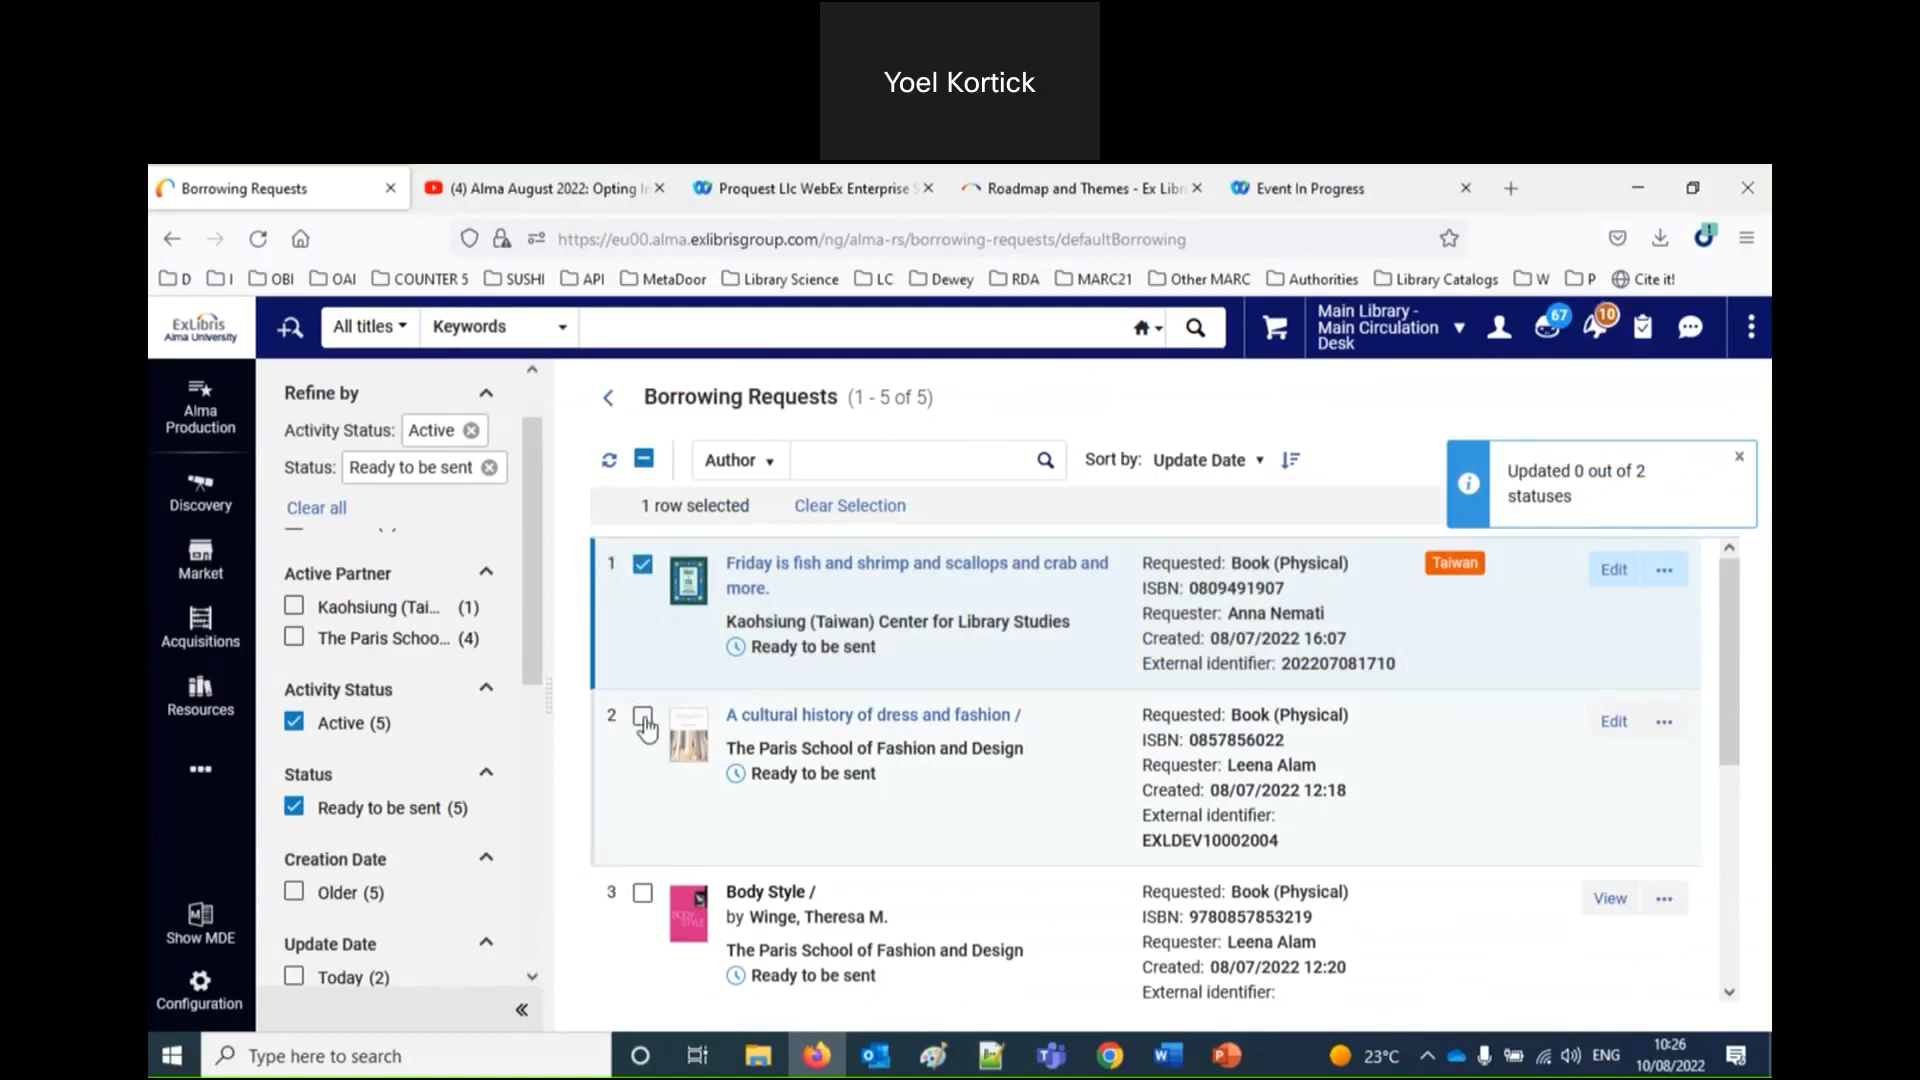 Yoel Kortick
Borrowing Requests
(4) Alma August 2022: Opting
Proquest Llc WebEx Enterprise
Roadmap and Themes - Ex Libr
Event In Progress
https://eu00.alma.exlibrisgroup.com/ng/alma-rs/borrowing-requests/defaultBorrowing
D
I
OBI
OAI
COUNTER 5
SUSHI
API
MetaDoor
Library Science
LC
Dewey
RDA
MARC21
Other MARC
Authorities
Library Catalogs
W
P
Cite it!
ExLibris
Alma University
All titles
Keywords
Main Library -
Main Circulation
Desk
67
10
Alma
Production
Discovery
Market
Acquisitions
Resources
Show MDE
Configuration
Refine by
Activity Status: Active
Status: Ready to be sent
Clear all
Active Partner
Kaohsiung (Tai... (1)
The Paris Schoo... (4)
Activity Status
Active (5)
Status
Ready to be sent (5)
Creation Date
Older (5)
Update Date
Today (2)
Borrowing Requests (1 - 5 of 5)
Author
Sort by: Update Date
Updated 0 out of 2
statuses
1 row selected
Clear Selection
1
Friday is fish and shrimp and scallops and crab and
more.
Kaohsiung (Taiwan) Center for Library Studies
Ready to be sent
Requested: Book (Physical)
ISBN: 0809491907
Requester: Anna Nemati
Created: 08/07/2022 16:07
External identifier: 202207081710
Taiwan
Edit
2
A cultural history of dress and fashion /
The Paris School of Fashion and Design
Ready to be sent
Requested: Book (Physical)
ISBN: 0857856022
Requester: Leena Alam
Created: 08/07/2022 12:18
External identifier:
EXLDEV10002004
Edit
3
Body Style /
by Winge, Theresa M.
The Paris School of Fashion and Design
Ready to be sent
Requested: Book (Physical)
ISBN: 9780857853219
Requester: Leena Alam
Created: 08/07/2022 12:20
External identifier:
View
Type here to search
23°C
ENG
10:26
10/08/2022